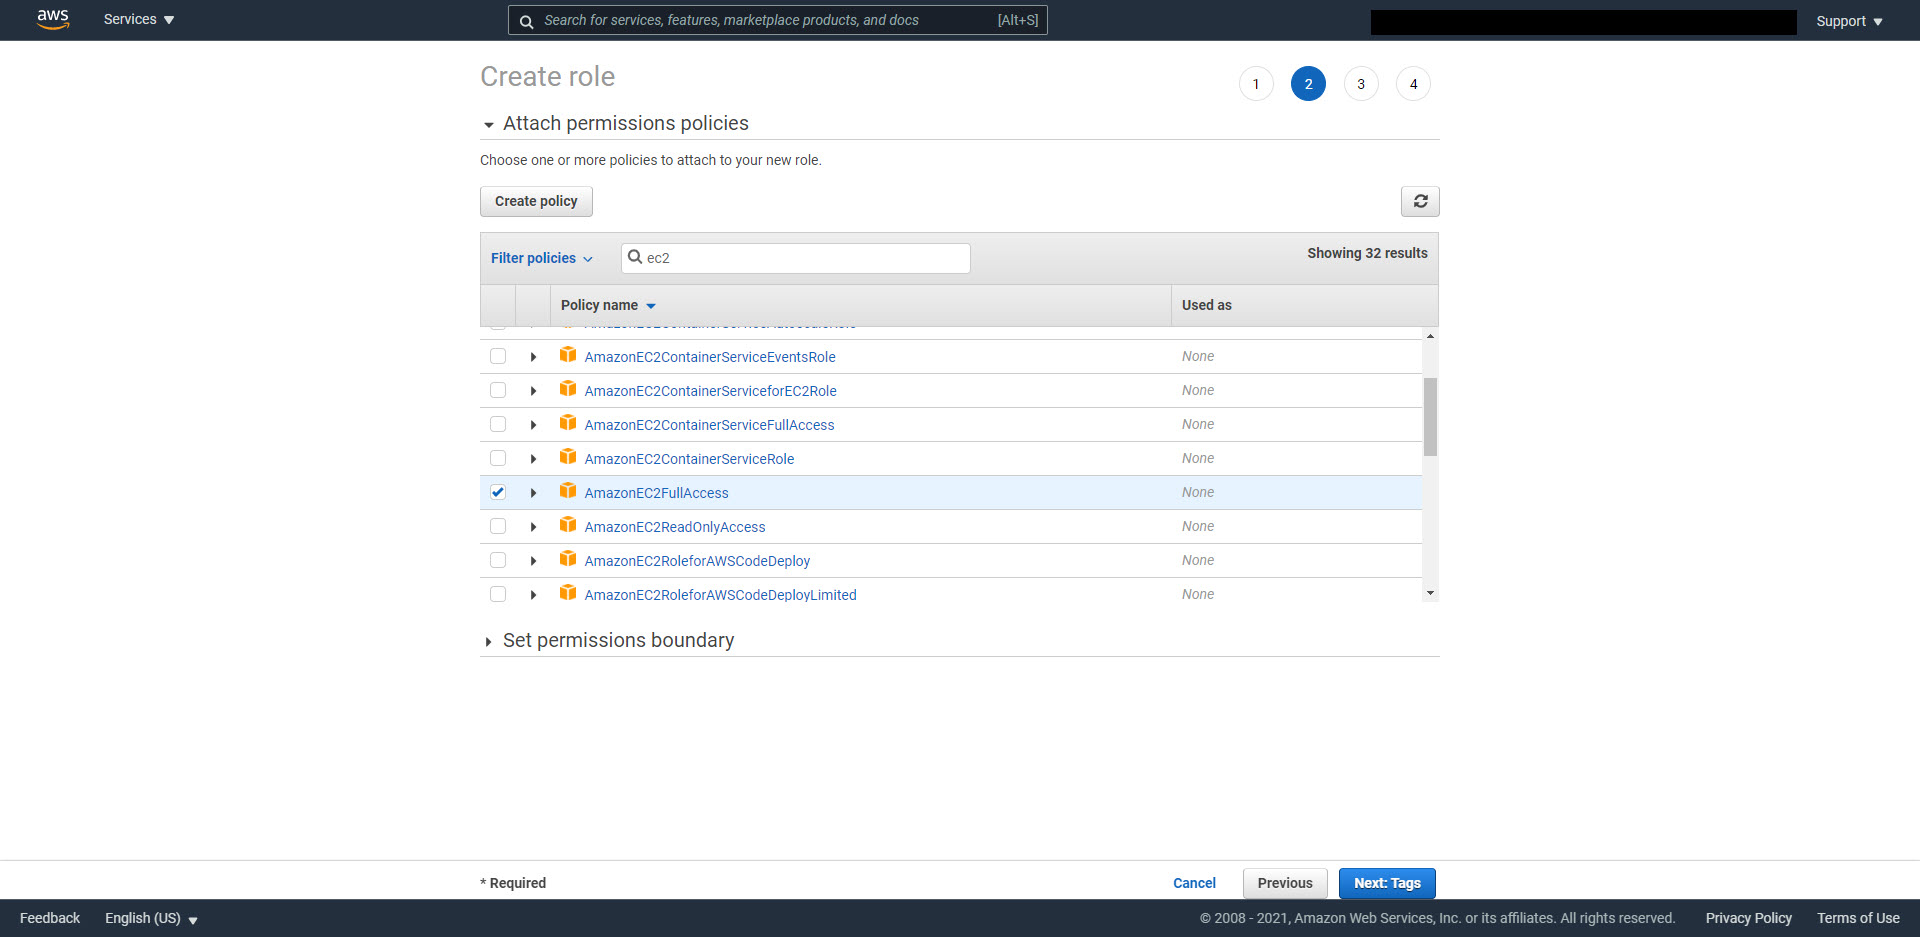 aws Services Search for services, features, marketplace products, and docs [Alt+S] Support
Create role 1 2 3 4
Attach permissions policies
Choose one or more policies to attach to your new role.
Create policy
Filter policies ec2 Showing 32 results
Policy name Used as
AmazonEC2ContainerServiceEventsRole None
AmazonEC2ContainerServiceforEC2Role None
AmazonEC2ContainerServiceFullAccess None
AmazonEC2ContainerServiceRole None
AmazonEC2FullAccess None
AmazonEC2ReadOnlyAccess None
AmazonEC2RoleforAWSCodeDeploy None
AmazonEC2RoleforAWSCodeDeployLimited None
Set permissions boundary
* Required Cancel Previous Next: Tags
Feedback English (US) © 2008 - 2021, Amazon Web Services, Inc. or its affiliates. All rights reserved. Privacy Policy Terms of Use